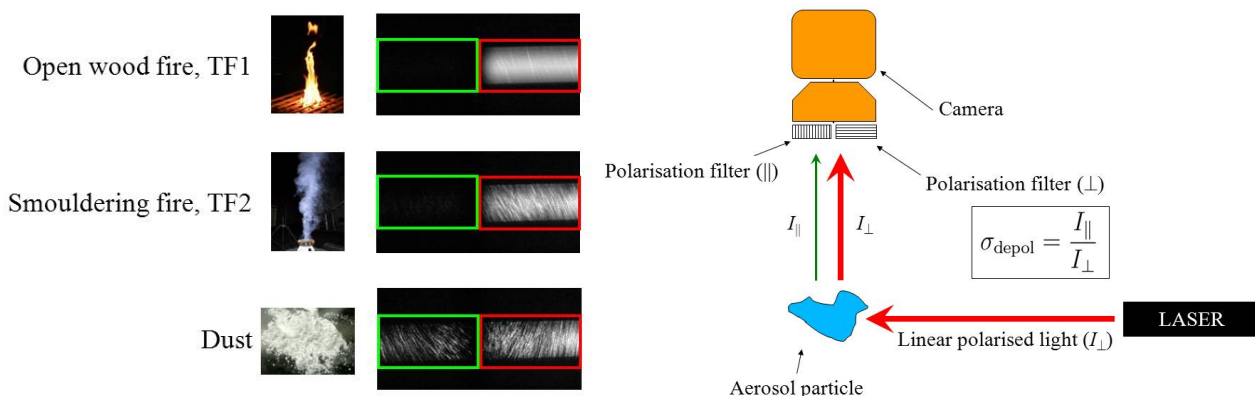 Open wood fire, TF1
Smouldering fire, TF2
Dust
Camera
Polarisation filter (||)
Polarisation filter (⊥)
I||
I⊥
σdepol = I|| / I⊥
LASER
Linear polarised light (I⊥)
Aerosol particle